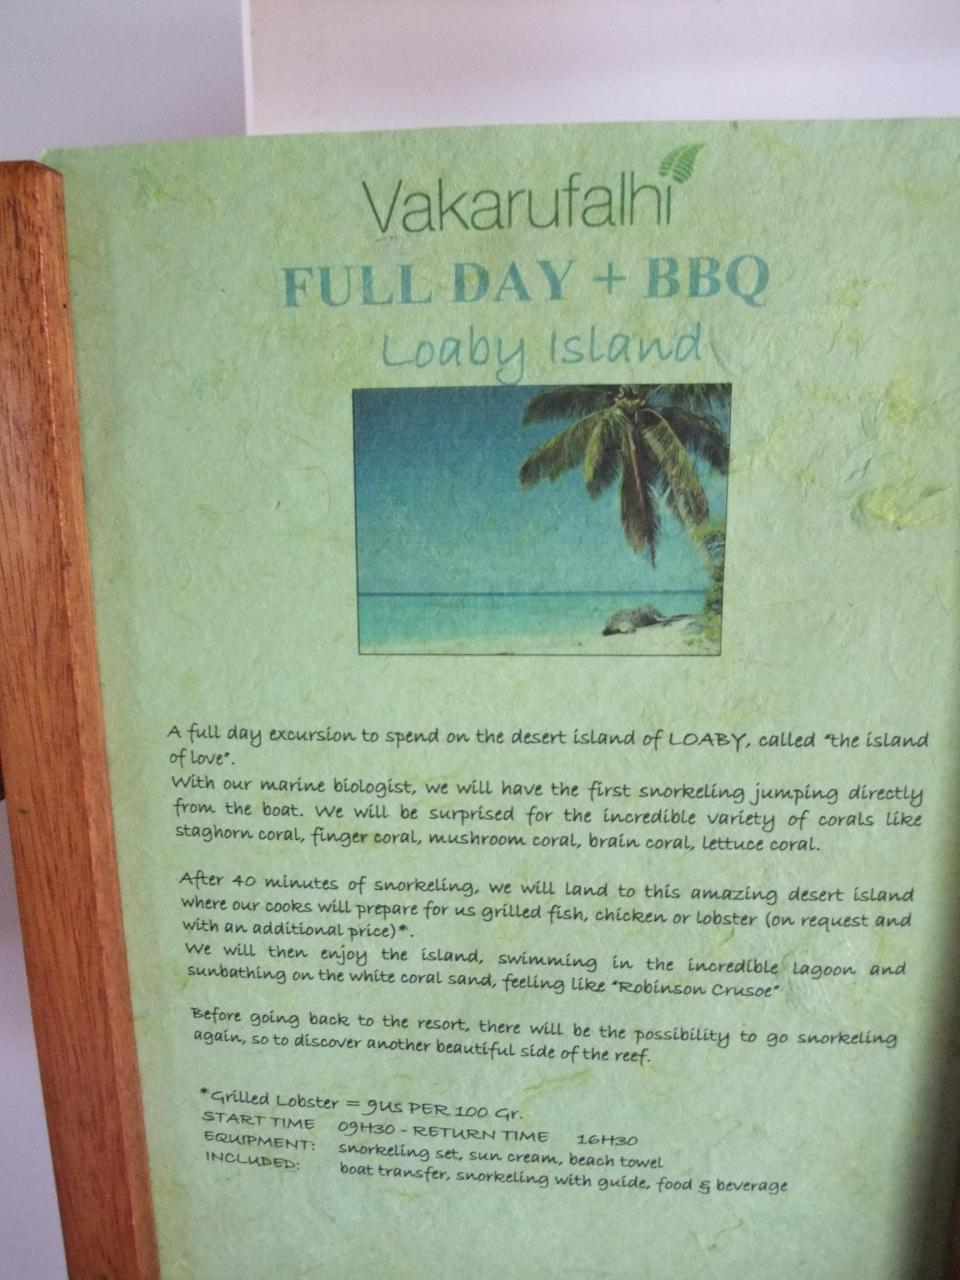 Vakarufalhi
FULL DAY + BBQ
Loaby Island
A full day excursion to spend on the desert island of LOABY, called "the island
of love".
With our marine biologist, we will have the first snorkeling jumping directly
from the boat. We will be surprised for the incredible variety of corals like
staghorn coral, finger coral, mushroom coral, brain coral, lettuce coral.
After 40 minutes of snorkeling, we will land to this amazing desert island
where our cooks will prepare for us grilled fish, chicken or lobster (on request and
with an additional price)*.
We will then enjoy the island, swimming in the incredible lagoon and
sunbathing on the white coral sand, feeling like "Robinson Crusoe"
Before going back to the resort, there will be the possibility to go snorkeling
again, so to discover another beautiful side of the reef.
*Grilled Lobster = 9US PER 100 Gr.
START TIME 09H30 - RETURN TIME 16H30
EQUIPMENT: snorkeling set, sun cream, beach towel
INCLUDED: boat transfer, snorkeling with guide, food & beverage